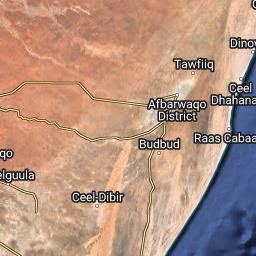 Dinov
Tawfiiq
Ceel
Dhahana
Afbarwaqo
District
Raas Cabaa
Budbud
qo
elguula
Ceel-Dibir